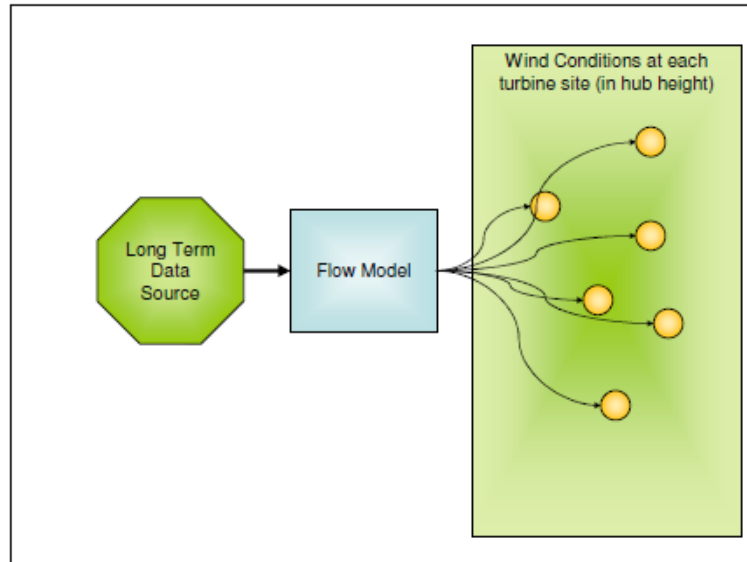 Wind Conditions at each
turbine site (in hub height)
Long Term
Data
Source
Flow Model